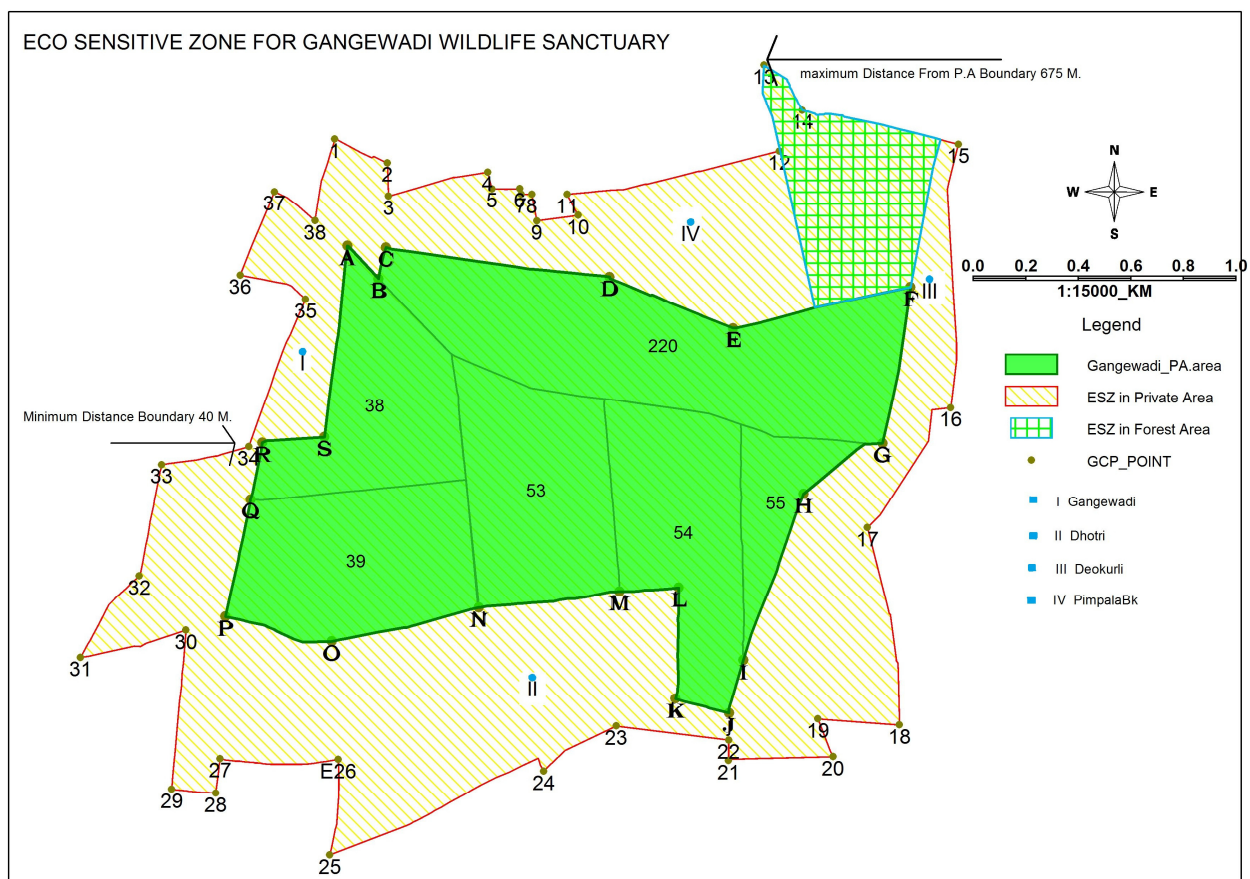 ECO SENSITIVE ZONE FOR GANGEWADI WILDLIFE SANCTUARY
maximum Distance From P.A Boundary 675 M.
13
14
15
12
1
2
3
4
5
6
7
8
9
10
11
37
38
IV
N
W E
S
A
C
B
D
36
35
F
III
0.0 0.2 0.4 0.6 0.8 1.0
1:15000_KM
E
220
I
Legend
Gangewadi_PA.area
ESZ in Private Area
ESZ in Forest Area
GCP_POINT
I Gangewadi
II Dhotri
III Deokurli
IV PimpalaBk
38
Minimum Distance Boundary 40 M.
16
34
R
S
G
33
Q
53
55
H
54
17
39
32
P
M
L
N
30
O
31
I
II
K
J
23
22
19
18
21
20
27
E26
24
29
28
25